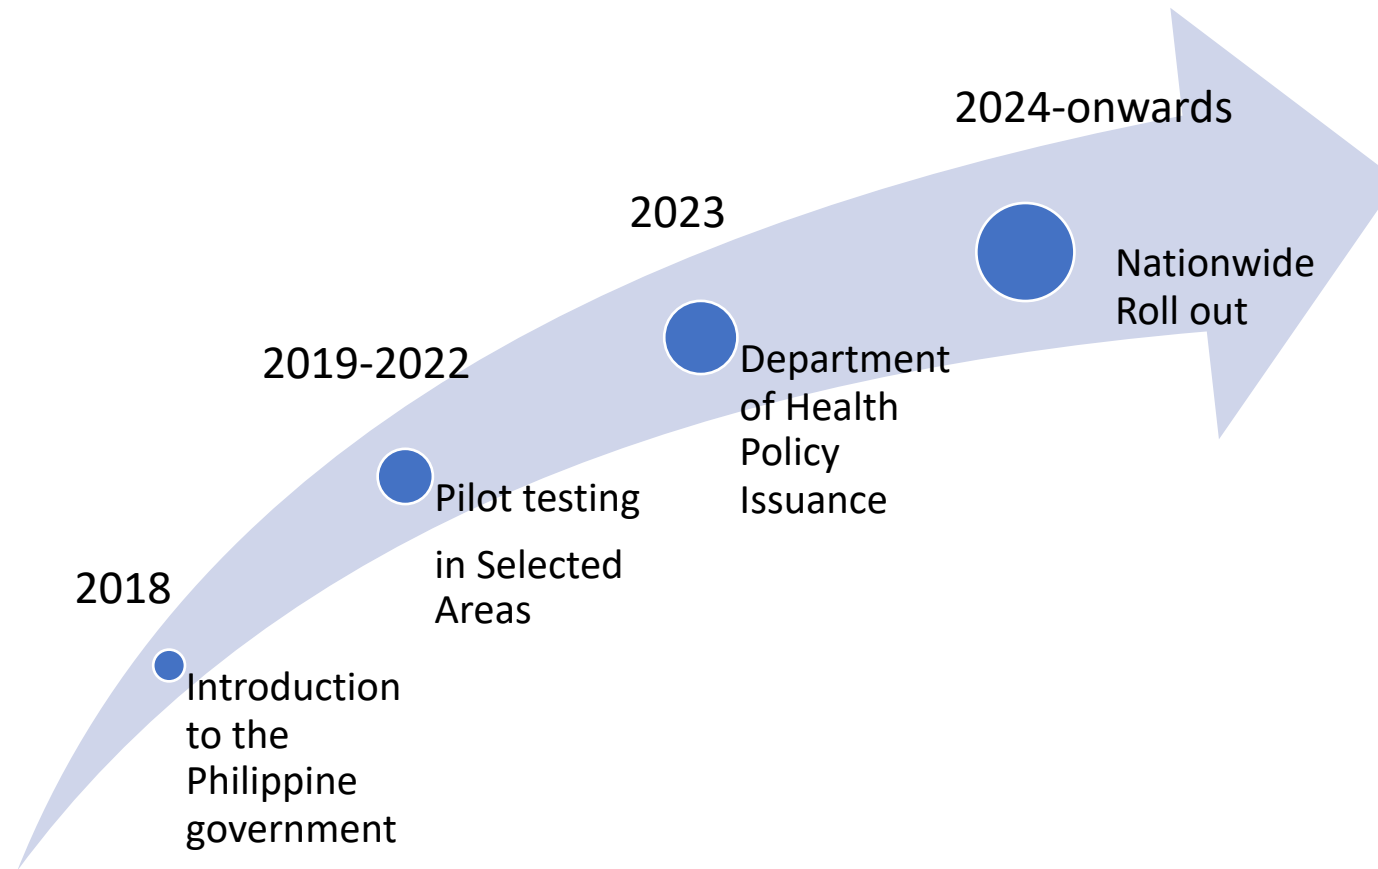 2018
Introduction
to the
Philippine
government
2019-2022
Pilot testing
in Selected
Areas
2023
Department
of Health
Policy
Issuance
2024-onwards
Nationwide
Roll out